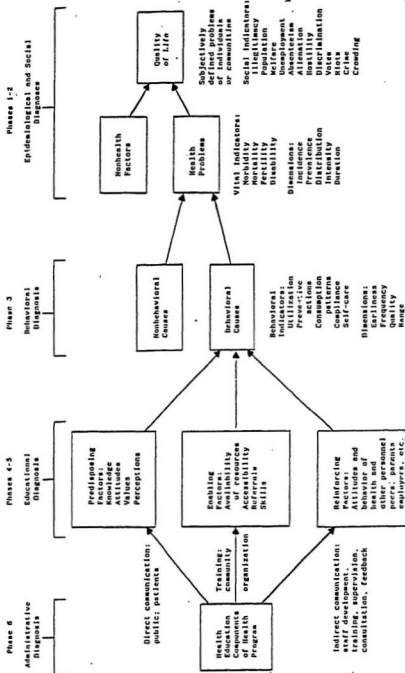 Phase 6
Administrative
Diagnosis
Phases 4-5
Educational
Diagnosis
Phase 3
Behavioral
Diagnosis
Phases 1-2
Epidemiological and Social
Diagnoses
Health
Education
Components
of Health
Program
Direct communication:
public; patients
Training:
community
organization
Indirect communication:
staff development,
training, supervision,
consultation, feedback
Predisposing
Factors:
Knowledge
Attitudes
Values
Perceptions
Enabling
Factors:
Availability
of resources
Accessibility
Referrals
Skills
Reinforcing
Factors:
Attitudes and
behavior of
health and
other personnel
peers; parents
employers, etc.
Nonbehavioral
Causes
Behavioral
Causes
Behavioral
Indicators:
Utilization
Preventive
actions
Consumption
patterns
Compliance
Self-care
Dimensions:
Earliness
Frequency
Quality
Range
Nonhealth
Factors
Health
Problems
Vital Indicators:
Morbidity
Mortality
Fertility
Disability
Dimensions:
Incidence
Prevalence
Distribution
Intensity
Duration
Quality
of Life
Subjectively
defined problems
of individuals
or communities
Social Indicators:
Illegitimacy
Population
Welfare
Unemployment
Absenteeism
Alienation
Hostility
Discrimination
Votes
Riots
Crime
Crowding